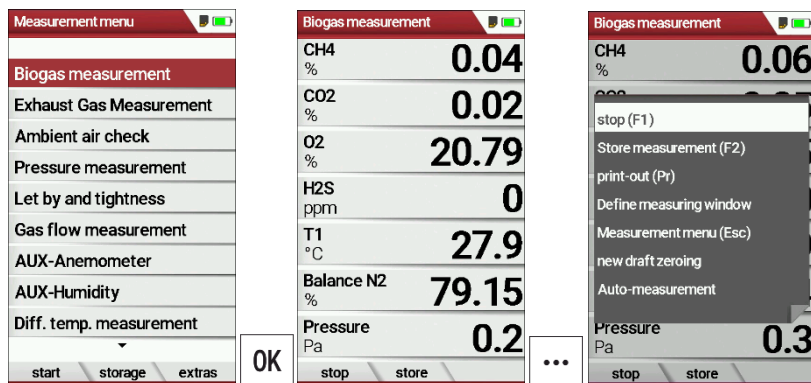 Measurement menu
Biogas measurement
Exhaust Gas Measurement
Ambient air check
Pressure measurement
Let by and tightness
Gas flow measurement
AUX-Anemometer
AUX-Humidity
Diff. temp. measurement
start storage extras
OK
Biogas measurement
CH4
% 0.04
CO2
% 0.02
O2
% 20.79
H2S
ppm 0
T1
°C 27.9
Balance N2
% 79.15
Pressure
Pa 0.2
stop store
...
Biogas measurement
CH4
% 0.06
stop (F1)
Store measurement (F2)
print-out (Pr)
Define measuring window
Measurement menu (Esc)
new draft zeroing
Auto-measurement
Pressure
Pa 0.3
stop store